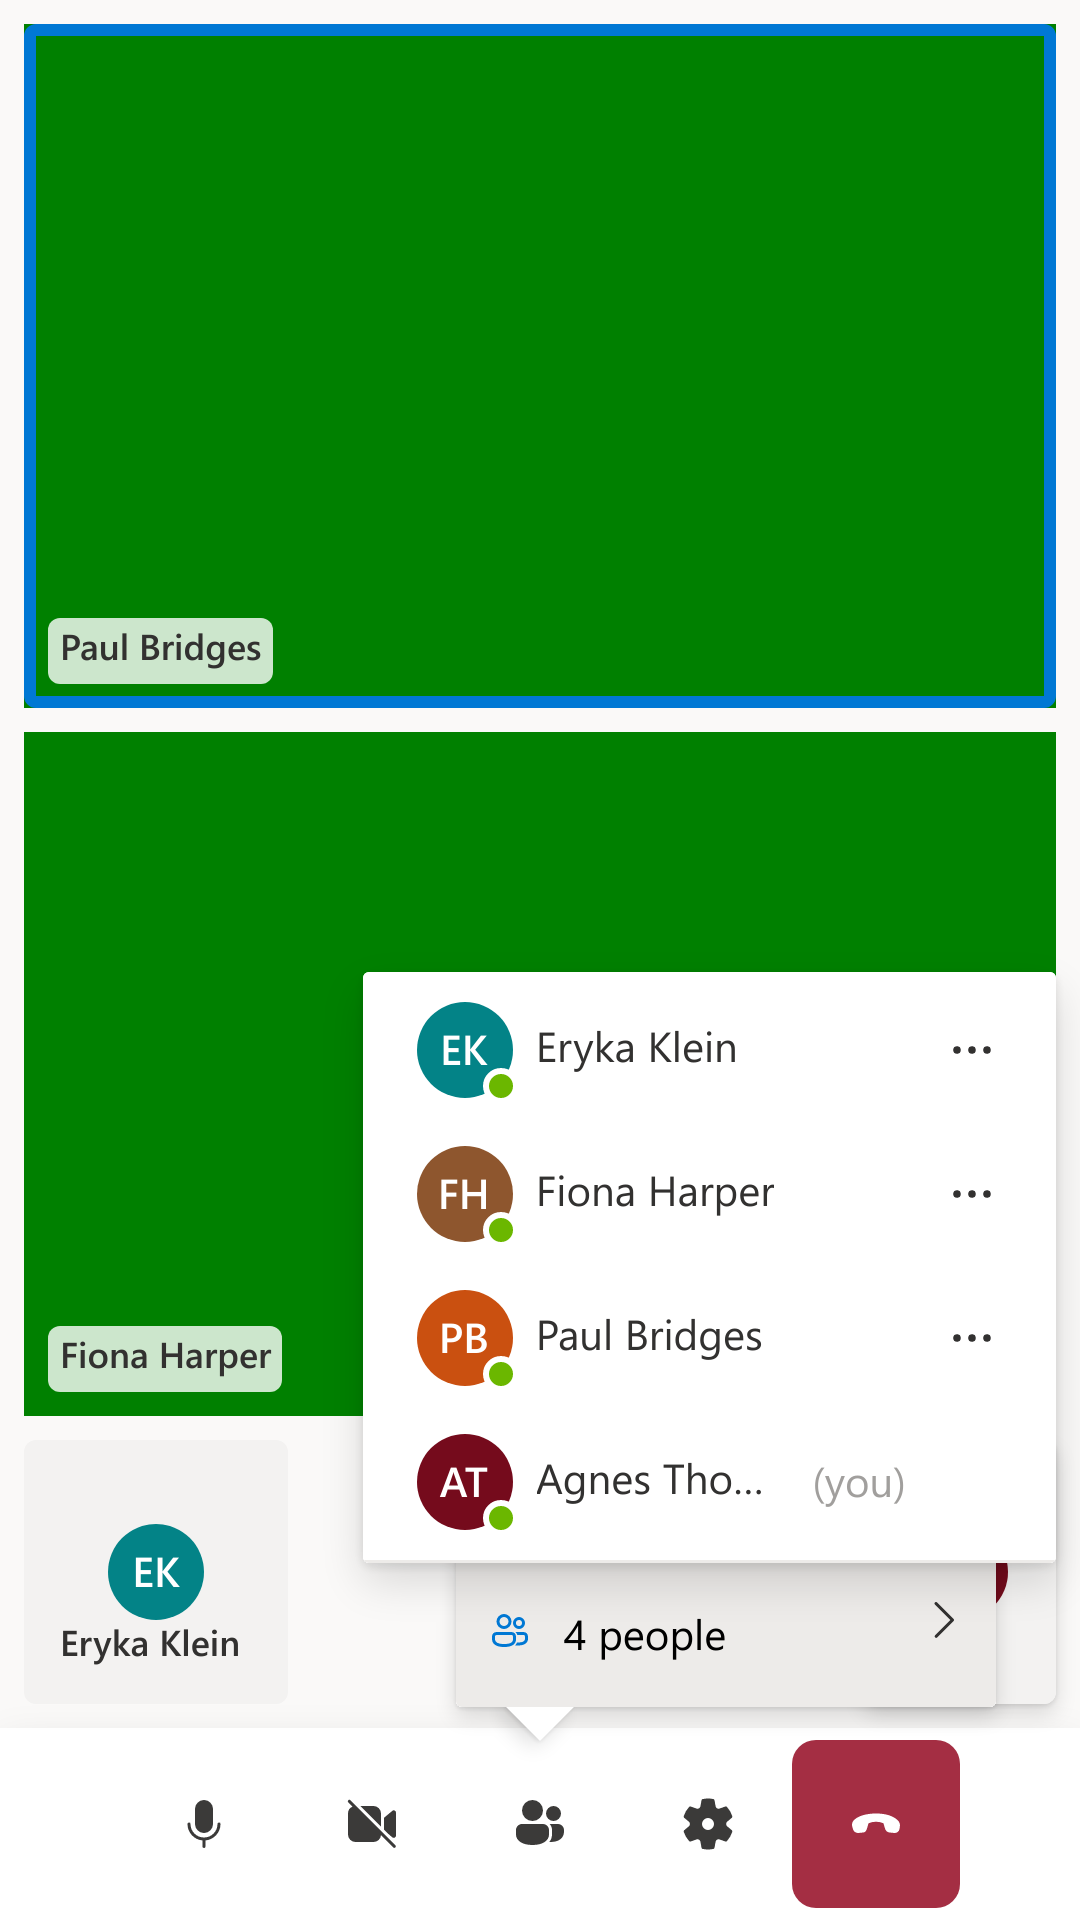 Paul Bridges
Fiona Harper
EK Eryka Klein
FH Fiona Harper
PB Paul Bridges
AT Agnes Tho... (you)
EK
Eryka Klein
4 people